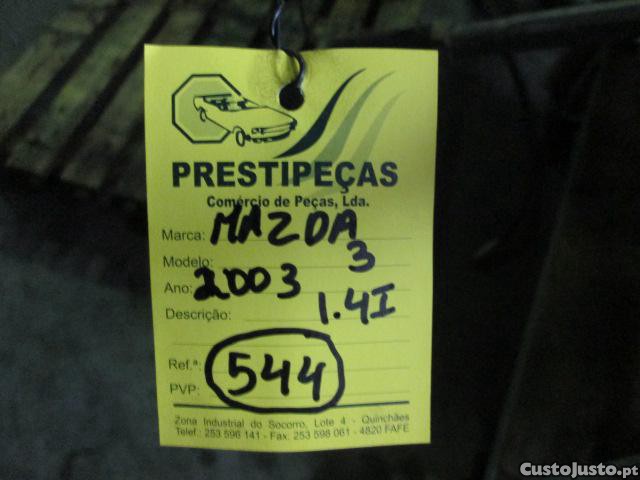 PRESTIPEÇAS
Comércio de Peças, Lda.
Marca: MAZDA
Modelo: 3
Ano: 2003
Descrição: 1.4I
Ref.ª: 544
PVP:
Zona Industrial do Socorro, Lote 4 - Quinchães
Telef.: 253 596 141 - Fax: 253 598 061 - 4820 FAFE
CustoJusto.pt